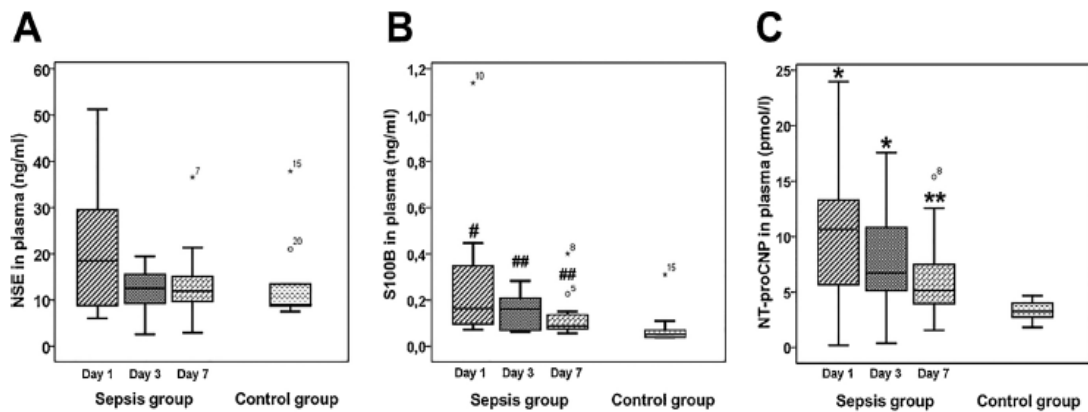 A
NSE in plasma (ng/ml)
60
50
40
30
20
10
0
*7
*15
o20
Day 1 Day 3 Day 7
Sepsis group Control group
B
S100B in plasma (ng/ml)
1,2
1,0
0,8
0,6
0,4
0,2
0,0
*10
#
##
##
o8
o5
*15
Day 1 Day 3 Day 7
Sepsis group Control group
C
NT-proCNP in plasma (pmol/l)
25
20
15
10
5
0
*
*
**
o8
Day 1 Day 3 Day 7
Sepsis group Control group